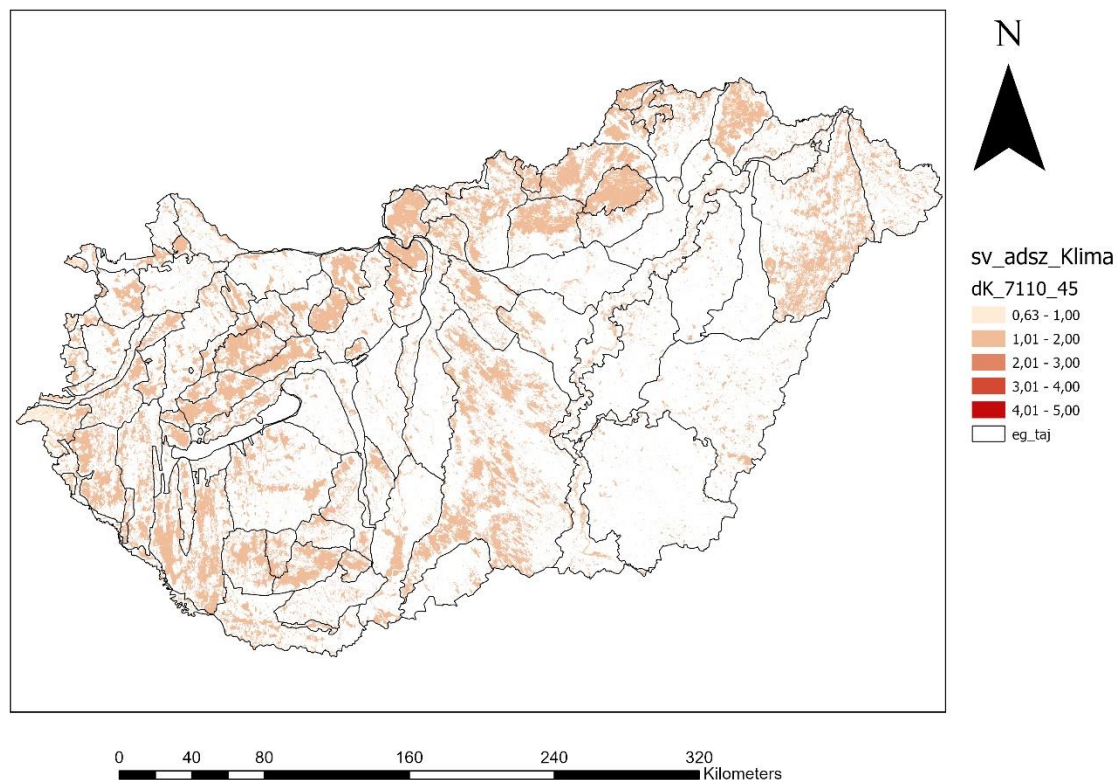 N
sv_adsz_Klima
dK_7110_45
0,63 - 1,00
1,01 - 2,00
2,01 - 3,00
3,01 - 4,00
4,01 - 5,00
eg_taj
0 40 80 160 240 320
Kilometers